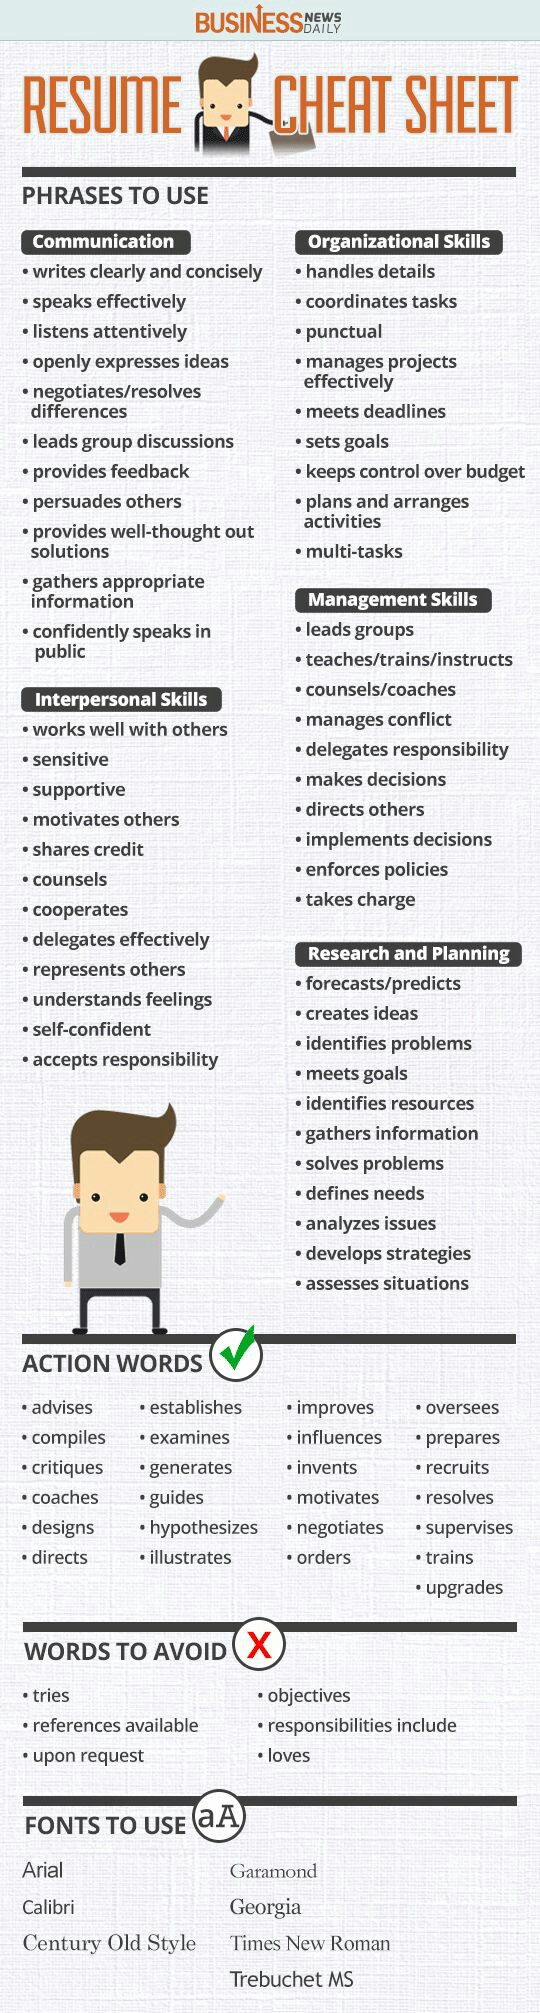 BUSINESS NEWS DAILY
RESUME CHEAT SHEET
PHRASES TO USE
Communication
• writes clearly and concisely
• speaks effectively
• listens attentively
• openly expresses ideas
• negotiates/resolves
differences
• leads group discussions
• provides feedback
• persuades others
• provides well-thought out
solutions
• gathers appropriate
information
• confidently speaks in
public
Interpersonal Skills
• works well with others
• sensitive
• supportive
• motivates others
• shares credit
• counsels
• cooperates
• delegates effectively
• represents others
• understands feelings
• self-confident
• accepts responsibility
Organizational Skills
• handles details
• coordinates tasks
• punctual
• manages projects
effectively
• meets deadlines
• sets goals
• keeps control over budget
• plans and arranges
activities
• multi-tasks
Management Skills
• leads groups
• teaches/trains/instructs
• counsels/coaches
• manages conflict
• delegates responsibility
• makes decisions
• directs others
• implements decisions
• enforces policies
• takes charge
Research and Planning
• forecasts/predicts
• creates ideas
• identifies problems
• meets goals
• identifies resources
• gathers information
• solves problems
• defines needs
• analyzes issues
• develops strategies
• assesses situations
ACTION WORDS
• advises
• compiles
• critiques
• coaches
• designs
• directs
• establishes
• examines
• generates
• guides
• hypothesizes
• illustrates
• improves
• influences
• invents
• motivates
• negotiates
• orders
• oversees
• prepares
• recruits
• resolves
• supervises
• trains
• upgrades
WORDS TO AVOID X
• tries
• references available
• upon request
• objectives
• responsibilities include
• loves
FONTS TO USE aA
Arial
Calibri
Century Old Style
Garamond
Georgia
Times New Roman
Trebuchet MS